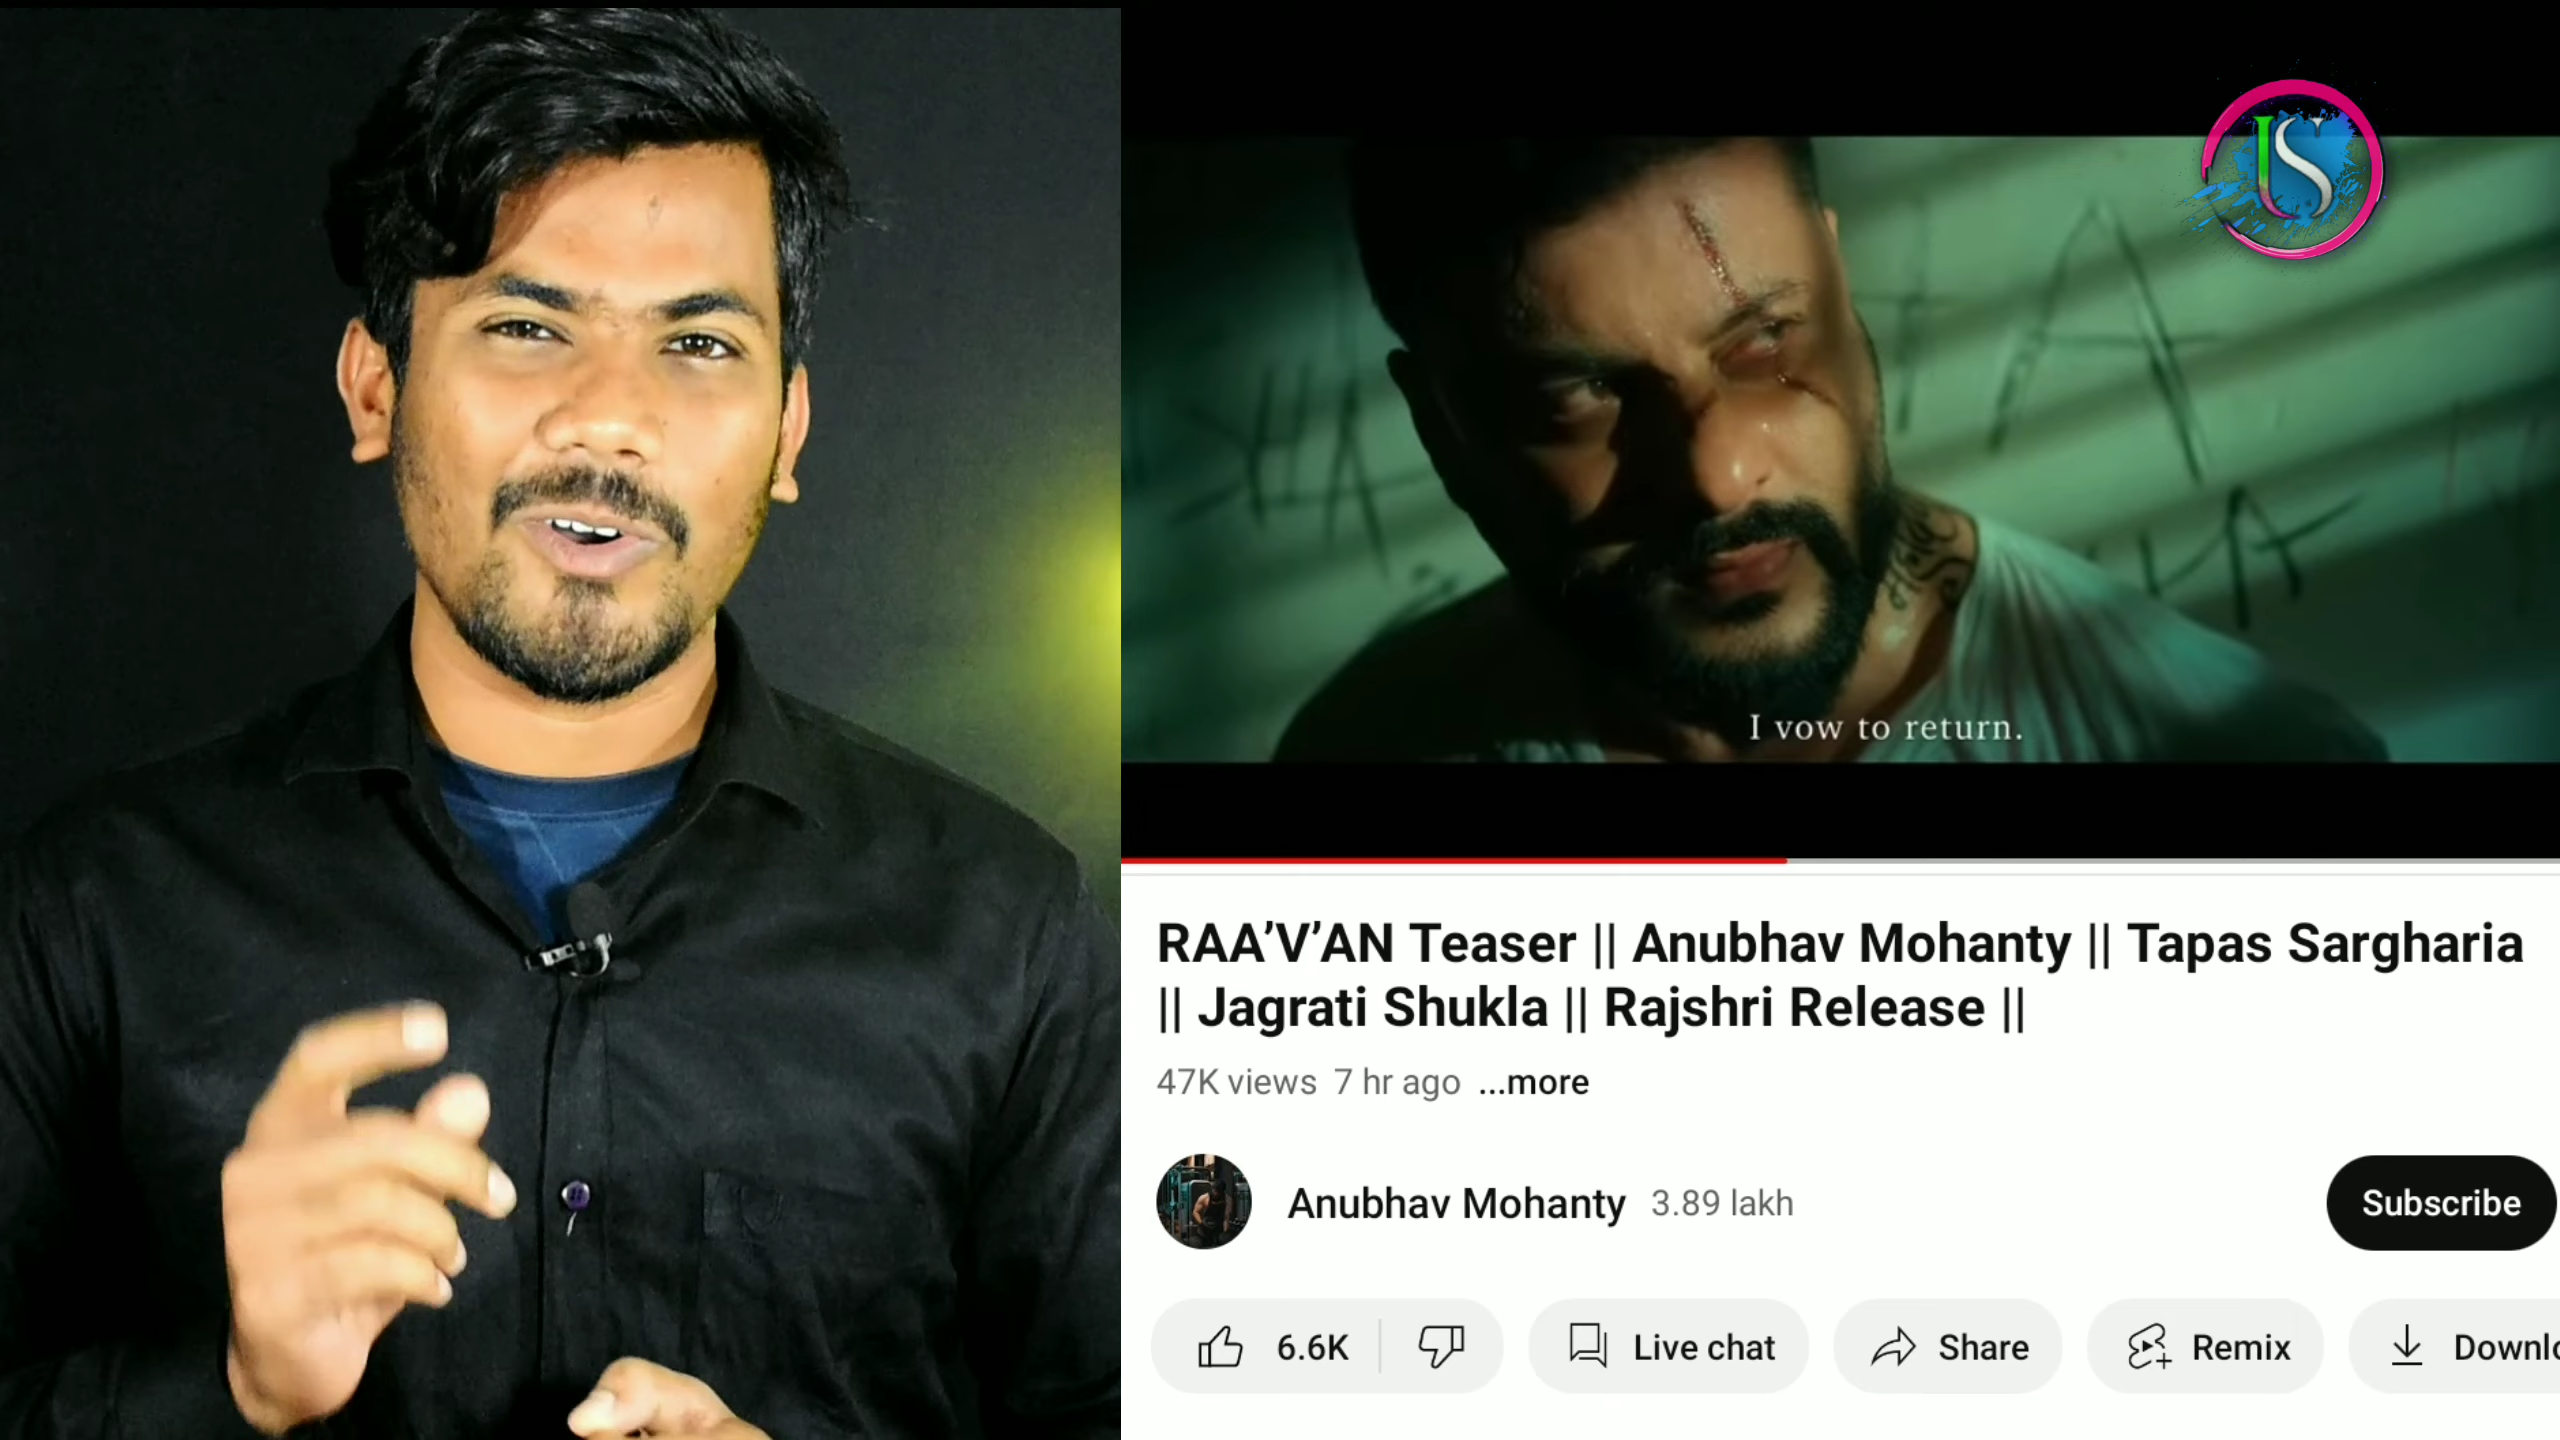 I vow to return.
RAA’V’AN Teaser || Anubhav Mohanty || Tapas Sargharia
|| Jagrati Shukla || Rajshri Release ||
47K views 7 hr ago ...more
Anubhav Mohanty 3.89 lakh
Subscribe
6.6K
Live chat
Share
Remix